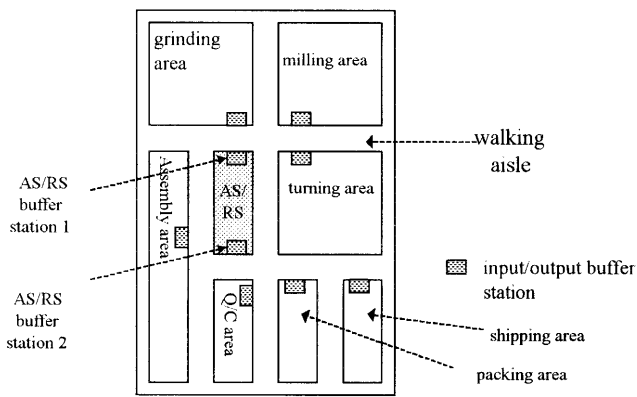 grinding
area
milling area
walking
aisle
AS/RS
buffer
station 1
Assembly area
AS/
RS
turning area
input/output buffer
station
AS/RS
buffer
station 2
Q/C area
shipping area
packing area